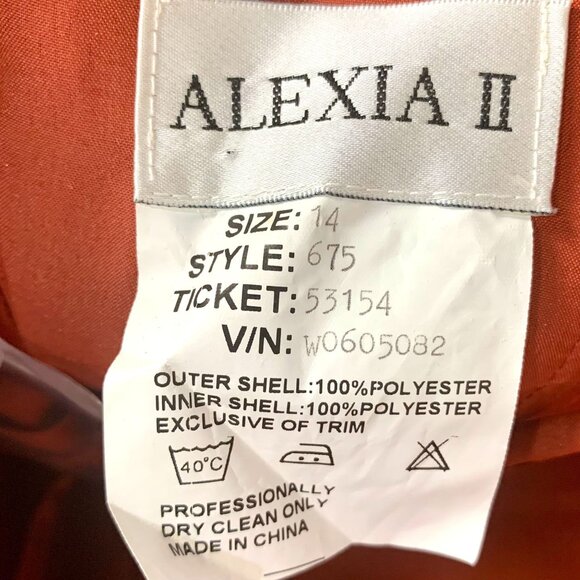 ALEXIA II
SIZE: 14
STYLE: 675
TICKET: 53154
V/N: W0605082
OUTER SHELL:100%POLYESTER
INNER SHELL:100%POLYESTER
EXCLUSIVE OF TRIM
40°C
PROFESSIONALLY
DRY CLEAN ONLY
MADE IN CHINA